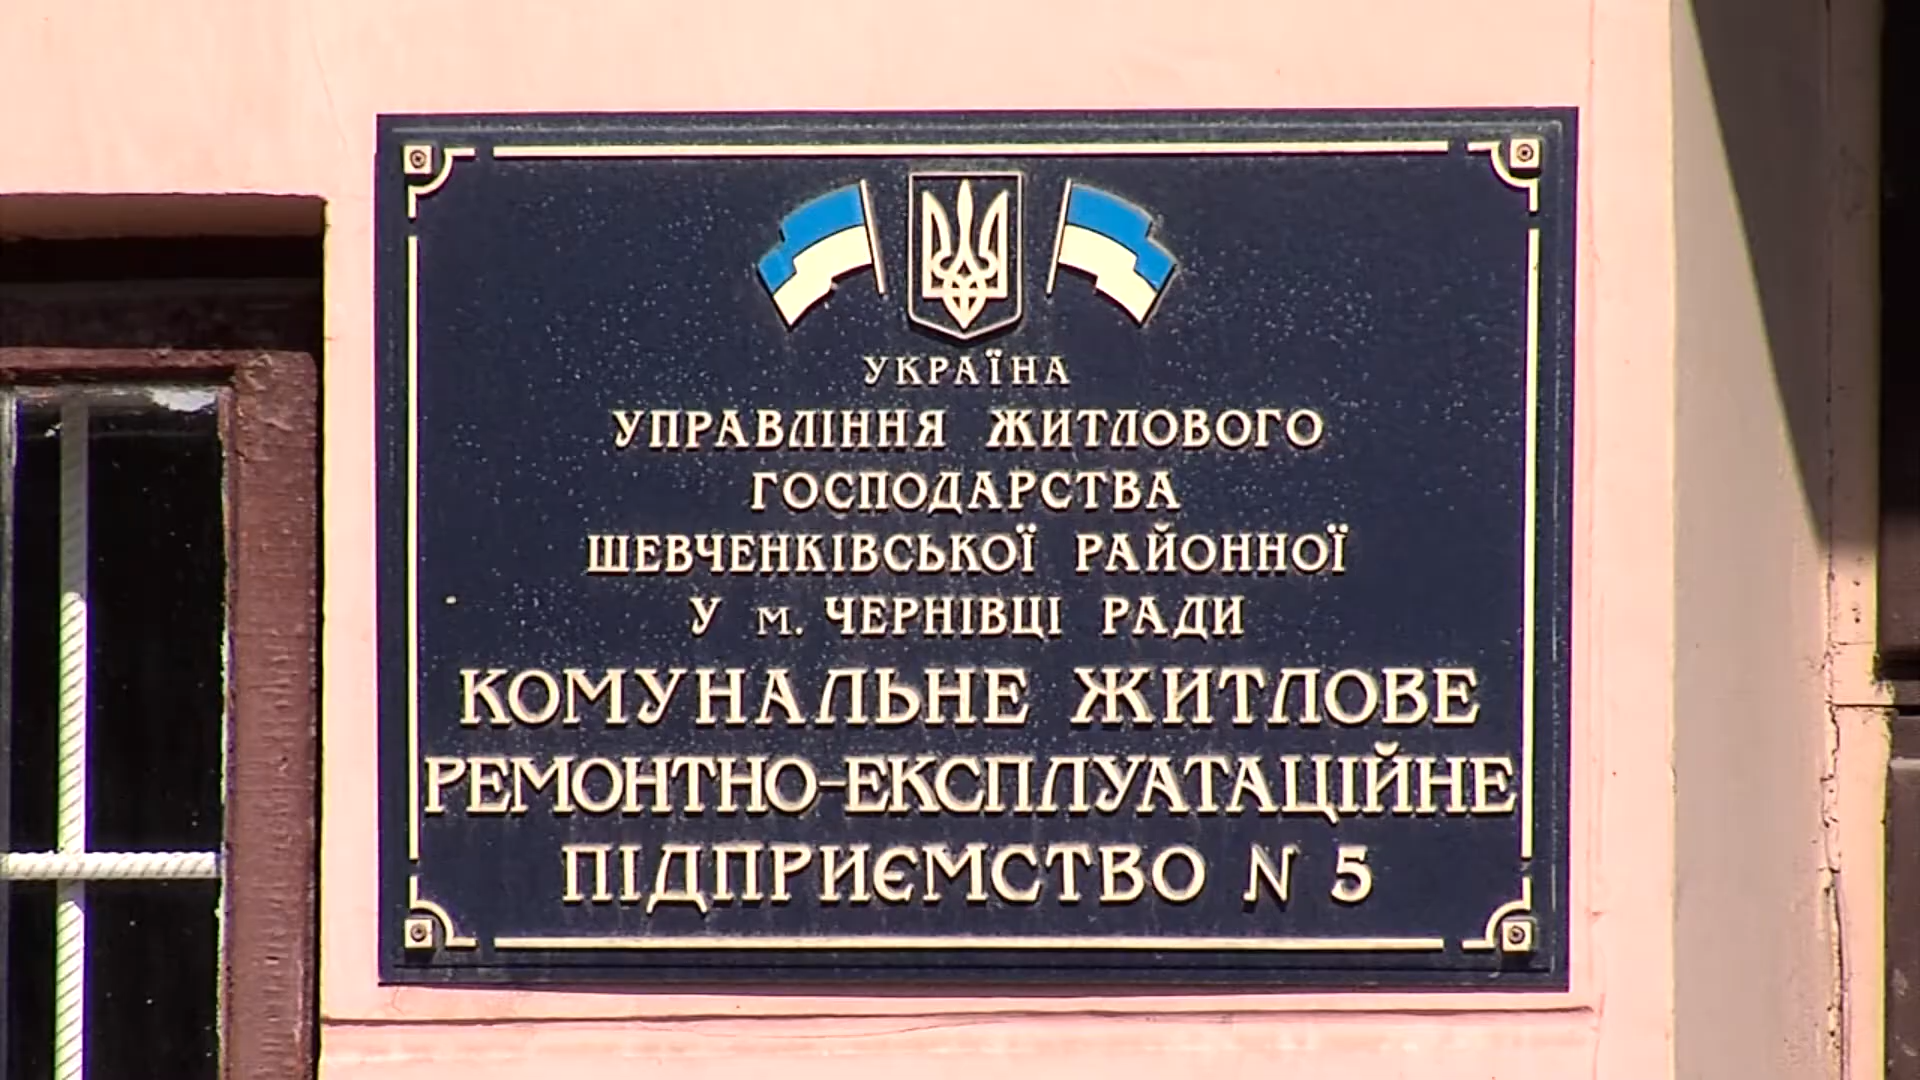 УКРАЇНА
УПРАВЛІННЯ ЖИТЛОВОГО
ГОСПОДАРСТВА
ШЕВЧЕНКІВСЬКОЇ РАЙОННОЇ
У м. ЧЕРНІВЦІ РАДИ
КОМУНАЛЬНЕ ЖИТЛОВЕ
РЕМОНТНО-ЕКСПЛУАТАЦІЙНЕ
ПІДПРИЄМСТВО N 5